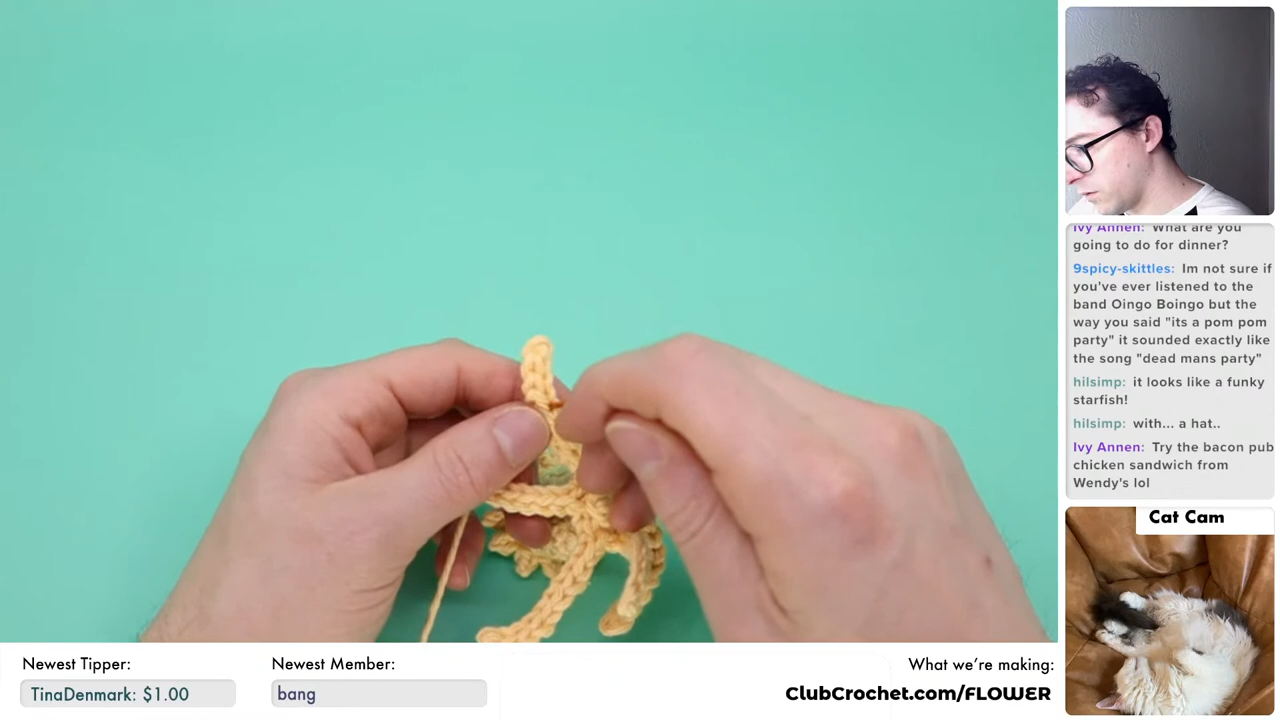 Ivy Annen: What are you
going to do for dinner?
9spicy-skittles: Im not sure if
you've ever listened to the
band Oingo Boingo but the
way you said "its a pom pom
party" it sounded exactly like
the song "dead mans party"
hilsimp: it looks like a funky
starfish!
hilsimp: with... a hat..
Ivy Annen: Try the bacon pub
chicken sandwich from
Wendy's lol
Cat Cam
Newest Tipper:
TinaDenmark: $1.00
Newest Member:
bang
What we're making:
ClubCrochet.com/FLOWER